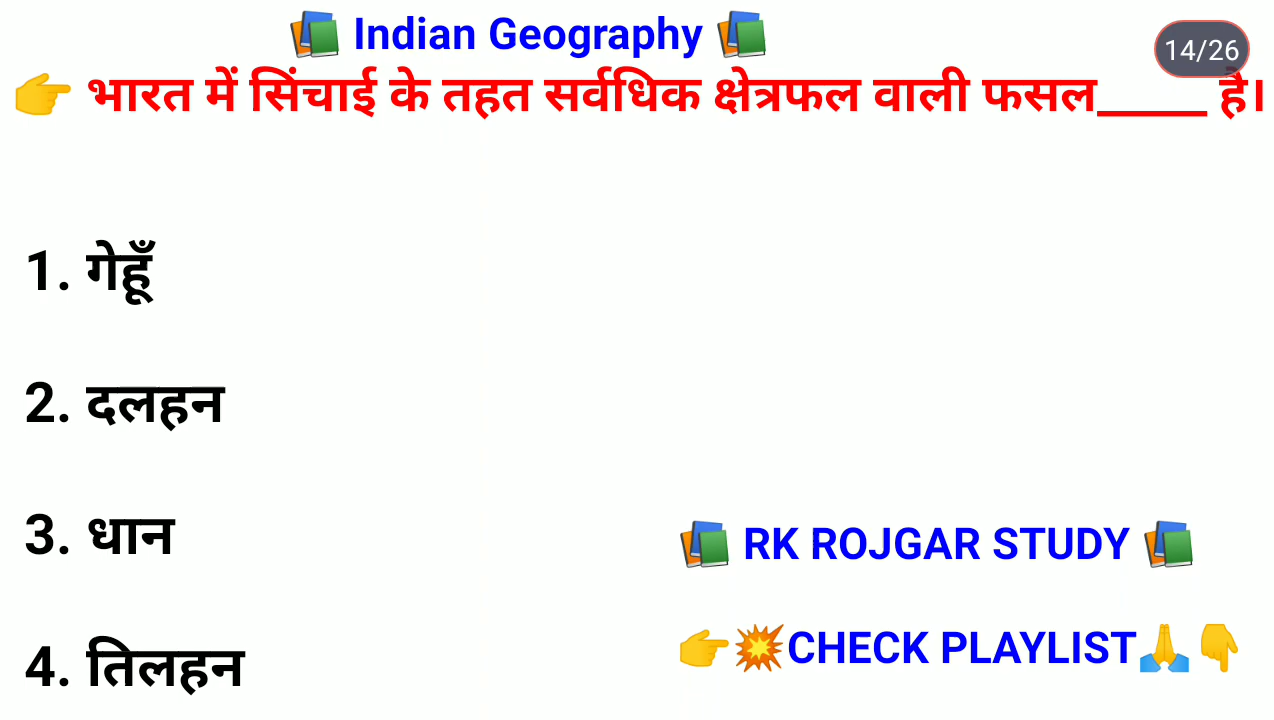 Indian Geography
14/26
भारत में सिंचाई के तहत सर्वधिक क्षेत्रफल वाली फसल_____ है।
1. गेहूँ
2. दलहन
3. धान
RK ROJGAR STUDY
CHECK PLAYLIST
4. तिलहन